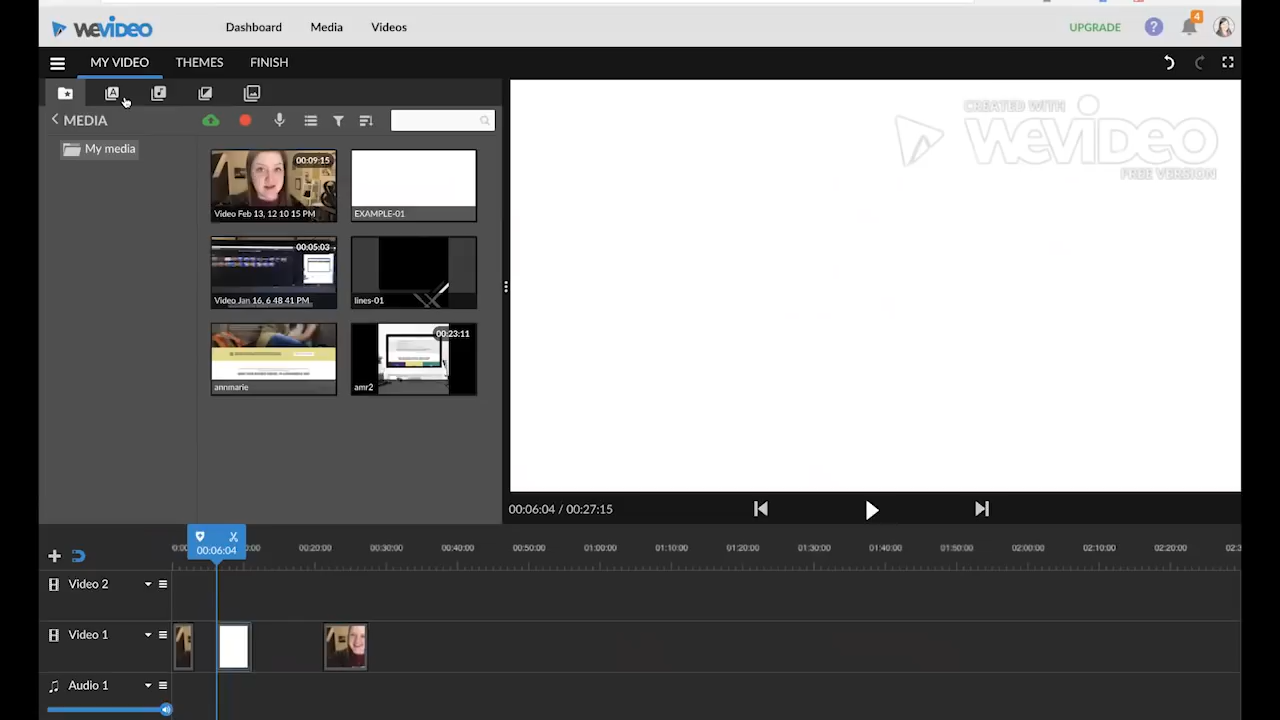 wevideo
Dashboard
Media
Videos
UPGRADE
?
4
MY VIDEO
THEMES
FINISH
A
MEDIA
My media
00:09:15
Video Feb 13, 12 10 15 PM
EXAMPLE-01
00:05:03
Video Jan 16, 6 48 41 PM
lines-01
annmarie
00:23:11
amr2
CREATED WITH
WEVIDEO
FREE VERSION
00:06:04 / 00:27:15
00:06:04
00:20:00
00:30:00
00:40:00
00:50:00
01:00:00
01:10:00
01:20:00
01:30:00
01:40:00
01:50:00
02:00:00
02:10:00
02:20:00
Video 2
Video 1
Audio 1